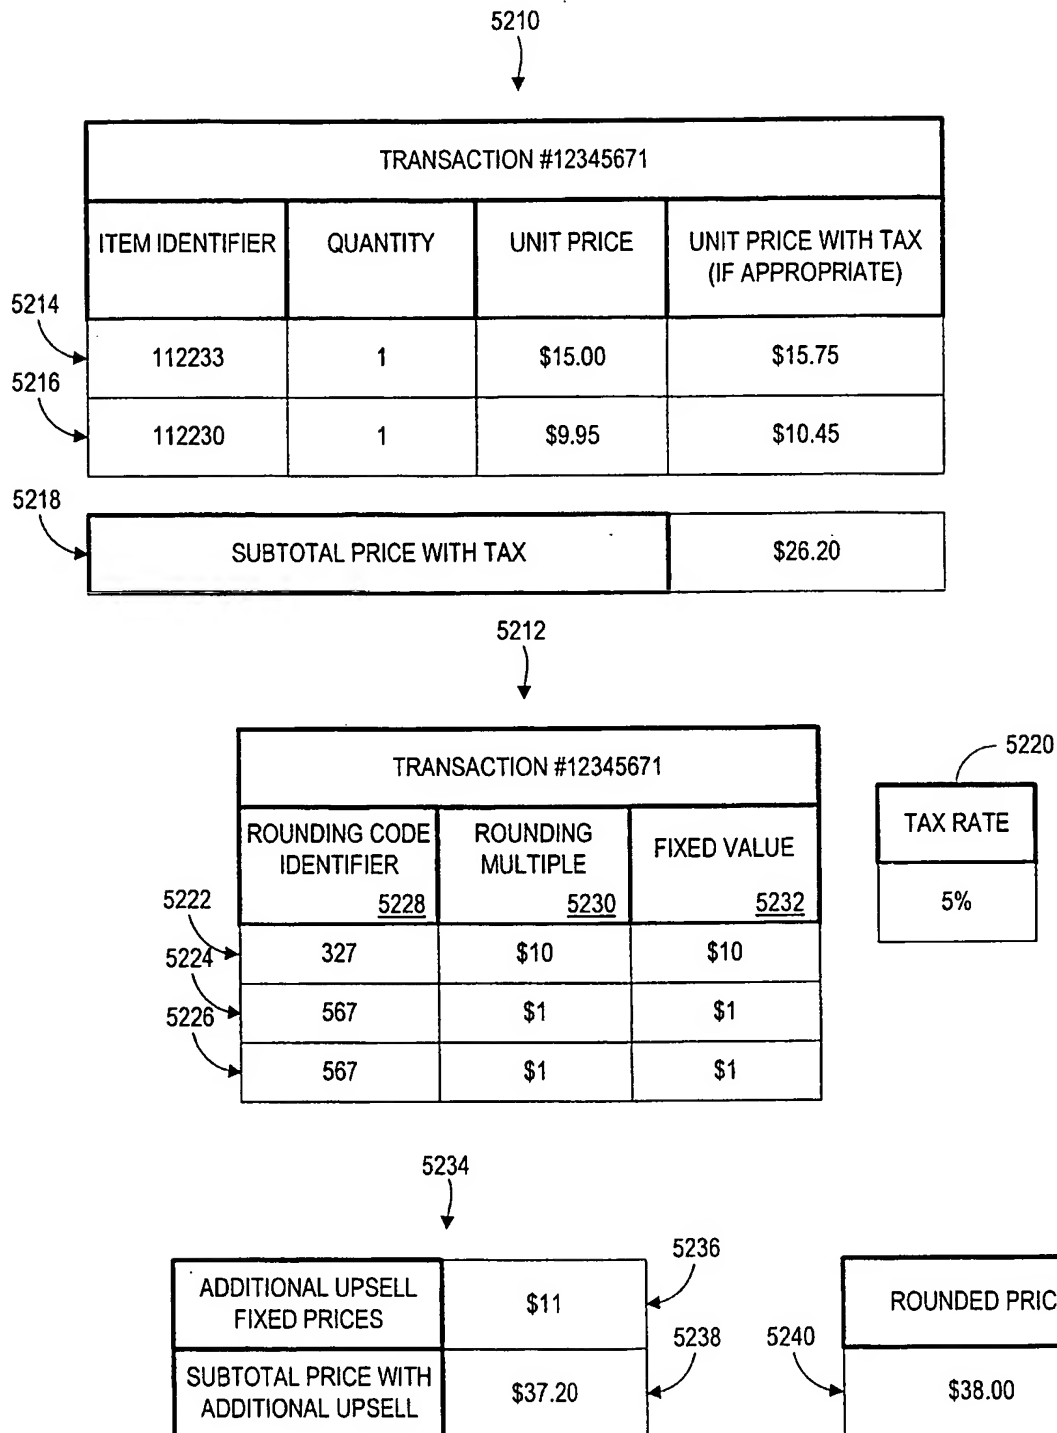 5210
TRANSACTION #12345671
ITEM IDENTIFIER QUANTITY UNIT PRICE UNIT PRICE WITH TAX
(IF APPROPRIATE)
5214
112233 1 $15.00 $15.75
5216
112230 1 $9.95 $10.45
5218
SUBTOTAL PRICE WITH TAX $26.20
5212
5220
TRANSACTION #12345671
TAX RATE
5%
ROUNDING CODE
IDENTIFIER
5228
ROUNDING
MULTIPLE
5230
FIXED VALUE
5232
5222
327 $10 $10
5224
567 $1 $1
5226
567 $1 $1
5234
ADDITIONAL UPSELL
FIXED PRICES
$11
5236
ROUNDED PRIC
SUBTOTAL PRICE WITH
ADDITIONAL UPSELL
$37.20
5238
5240
$38.00